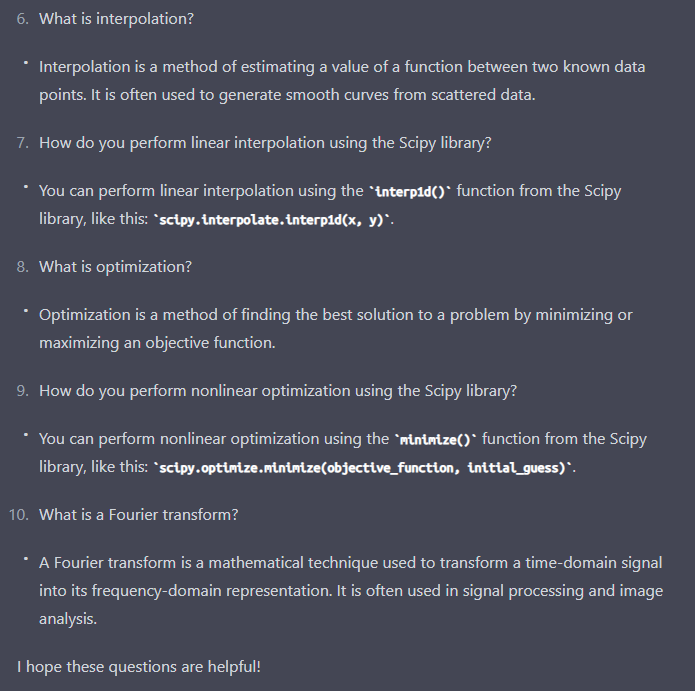 6. What is interpolation?
• Interpolation is a method of estimating a value of a function between two known data
points. It is often used to generate smooth curves from scattered data.
7. How do you perform linear interpolation using the Scipy library?
• You can perform linear interpolation using the `interp1d()` function from the Scipy
library, like this: `scipy.interpolate.interp1d(x, y)`.
8. What is optimization?
• Optimization is a method of finding the best solution to a problem by minimizing or
maximizing an objective function.
9. How do you perform nonlinear optimization using the Scipy library?
• You can perform nonlinear optimization using the `minimize()` function from the Scipy
library, like this: `scipy.optimize.minimize(objective_function, initial_guess)`.
10. What is a Fourier transform?
• A Fourier transform is a mathematical technique used to transform a time-domain signal
into its frequency-domain representation. It is often used in signal processing and image
analysis.
I hope these questions are helpful!